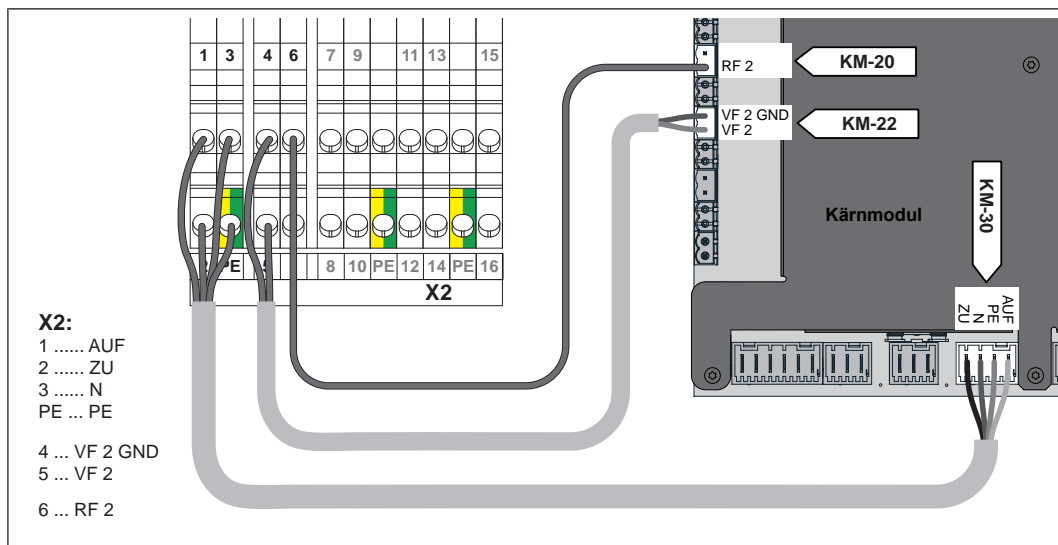 1 3 4 6 7 9 11 13 15
RF 2
KM-20
VF 2 GND
VF 2
KM-22
Kärnmodul
KM-30
AUF
PE
N
ZU
PE 5 8 10 PE 12 14 PE 16
X2
X2:
1 ...... AUF
2 ...... ZU
3 ...... N
PE ... PE
4 ... VF 2 GND
5 ... VF 2
6 ... RF 2